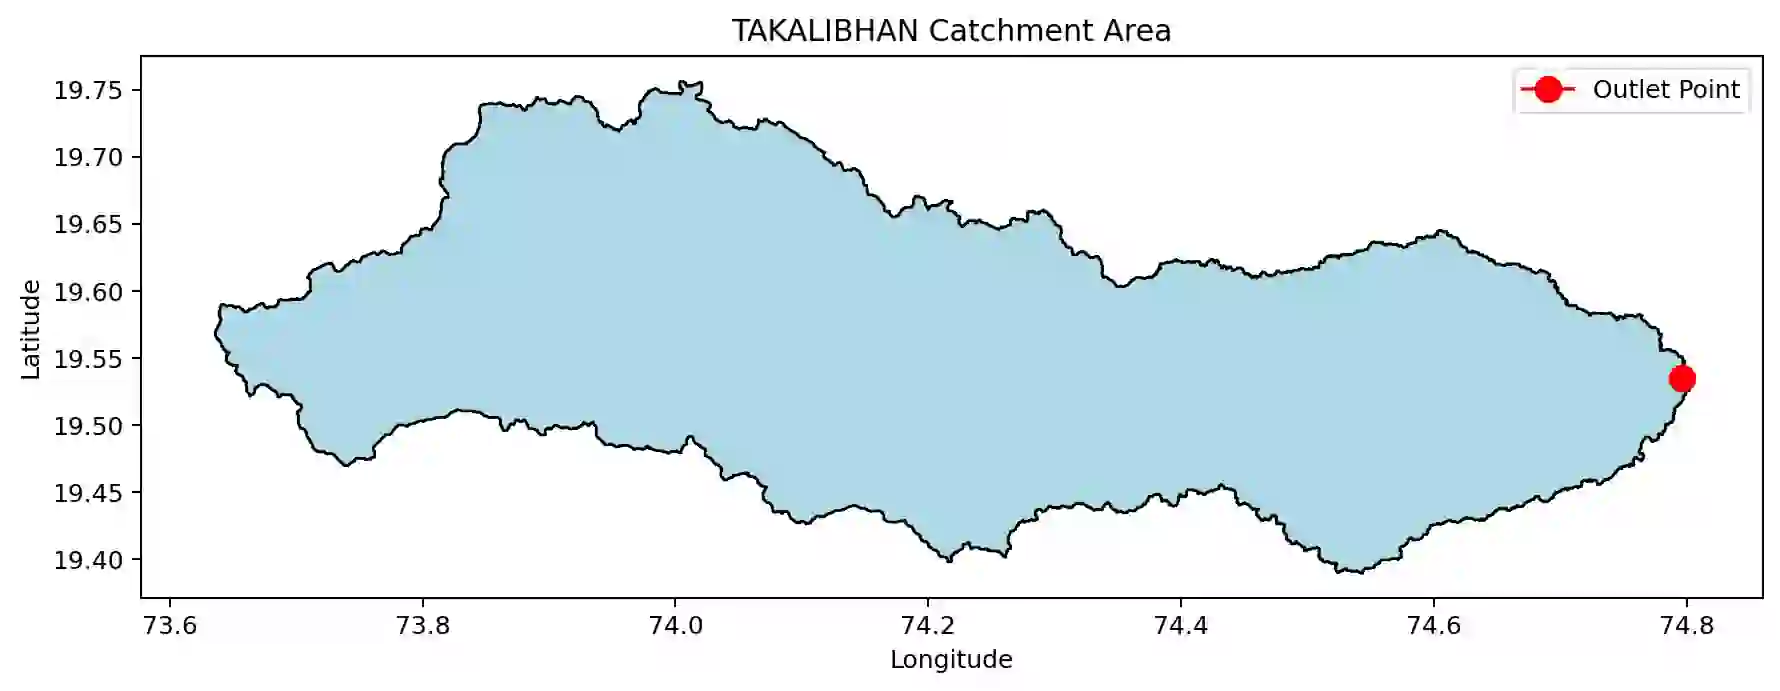 TAKALIBHAN Catchment Area
Outlet Point
19.75
19.70
19.65
19.60
19.55
19.50
19.45
19.40
Latitude
73.6 73.8 74.0 74.2 74.4 74.6 74.8
Longitude